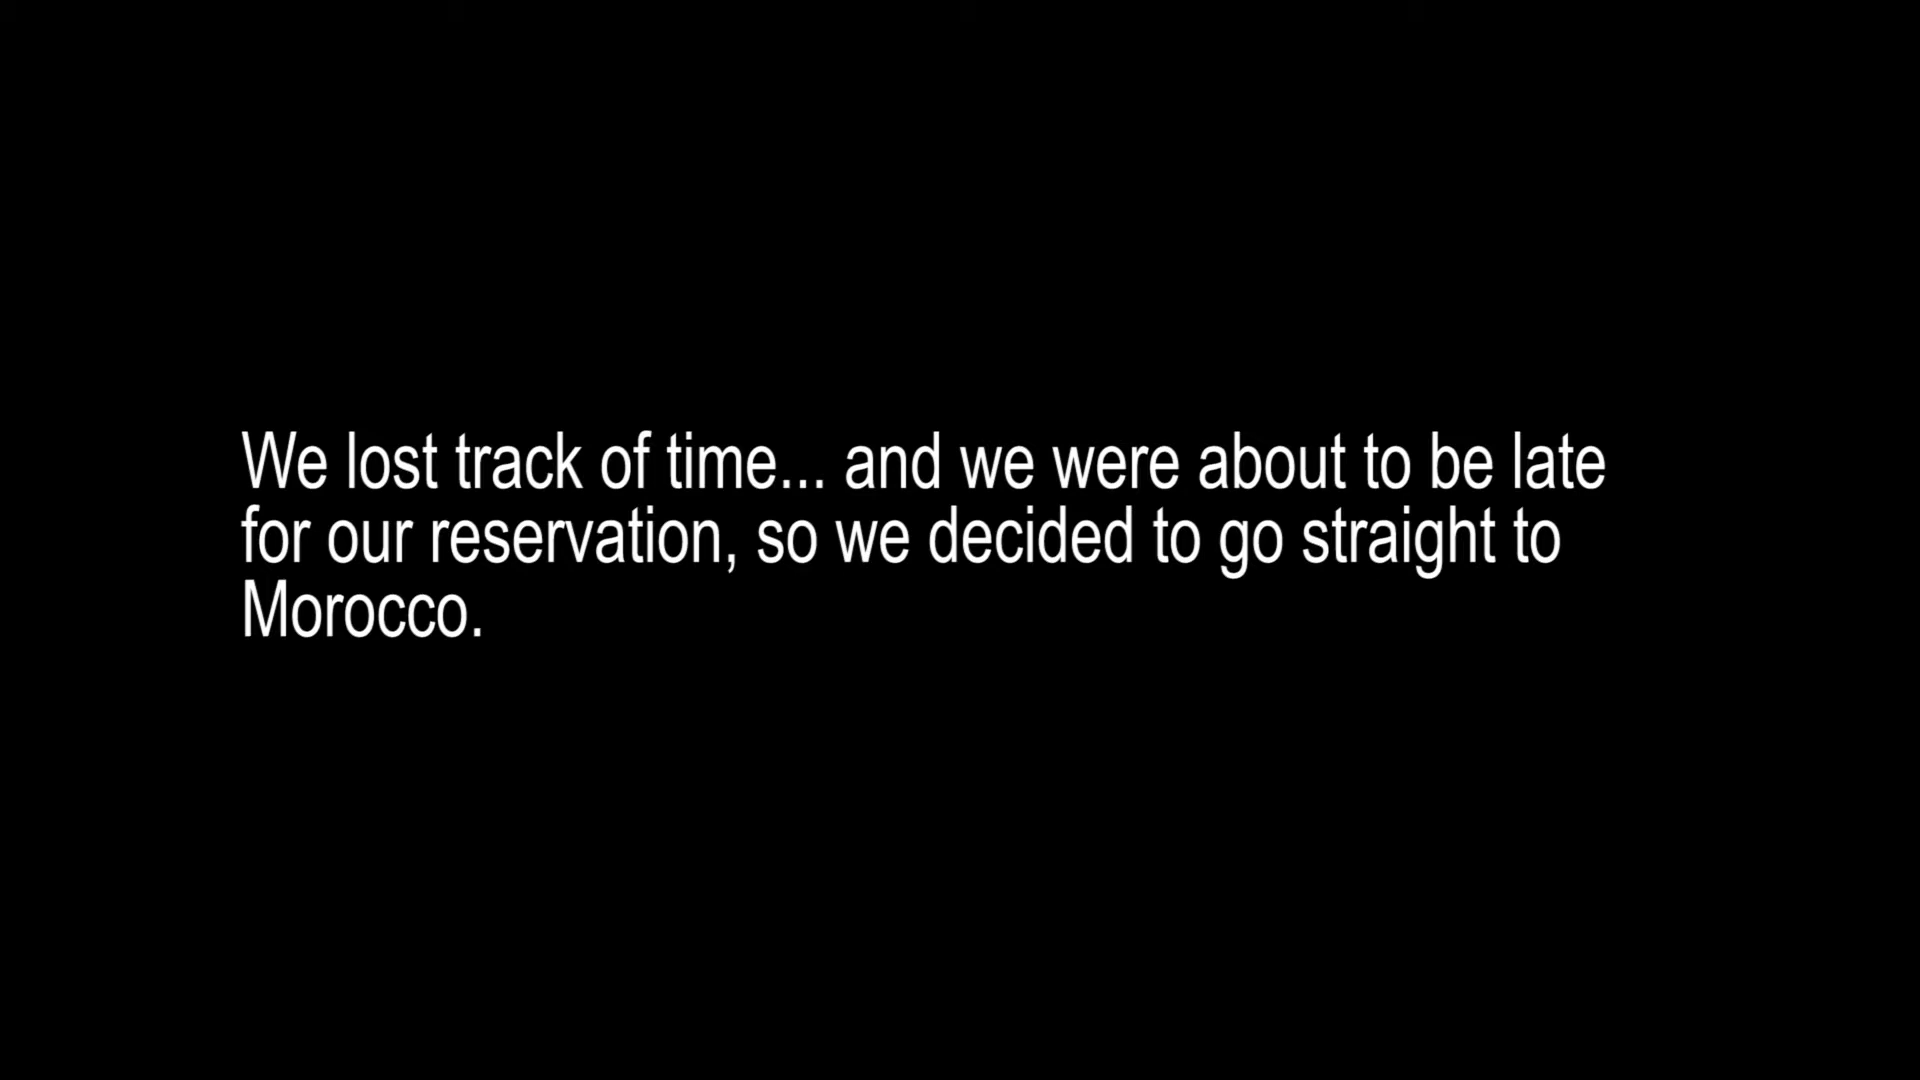 We lost track of time... and we were about to be late
for our reservation, so we decided to go straight to
Morocco.